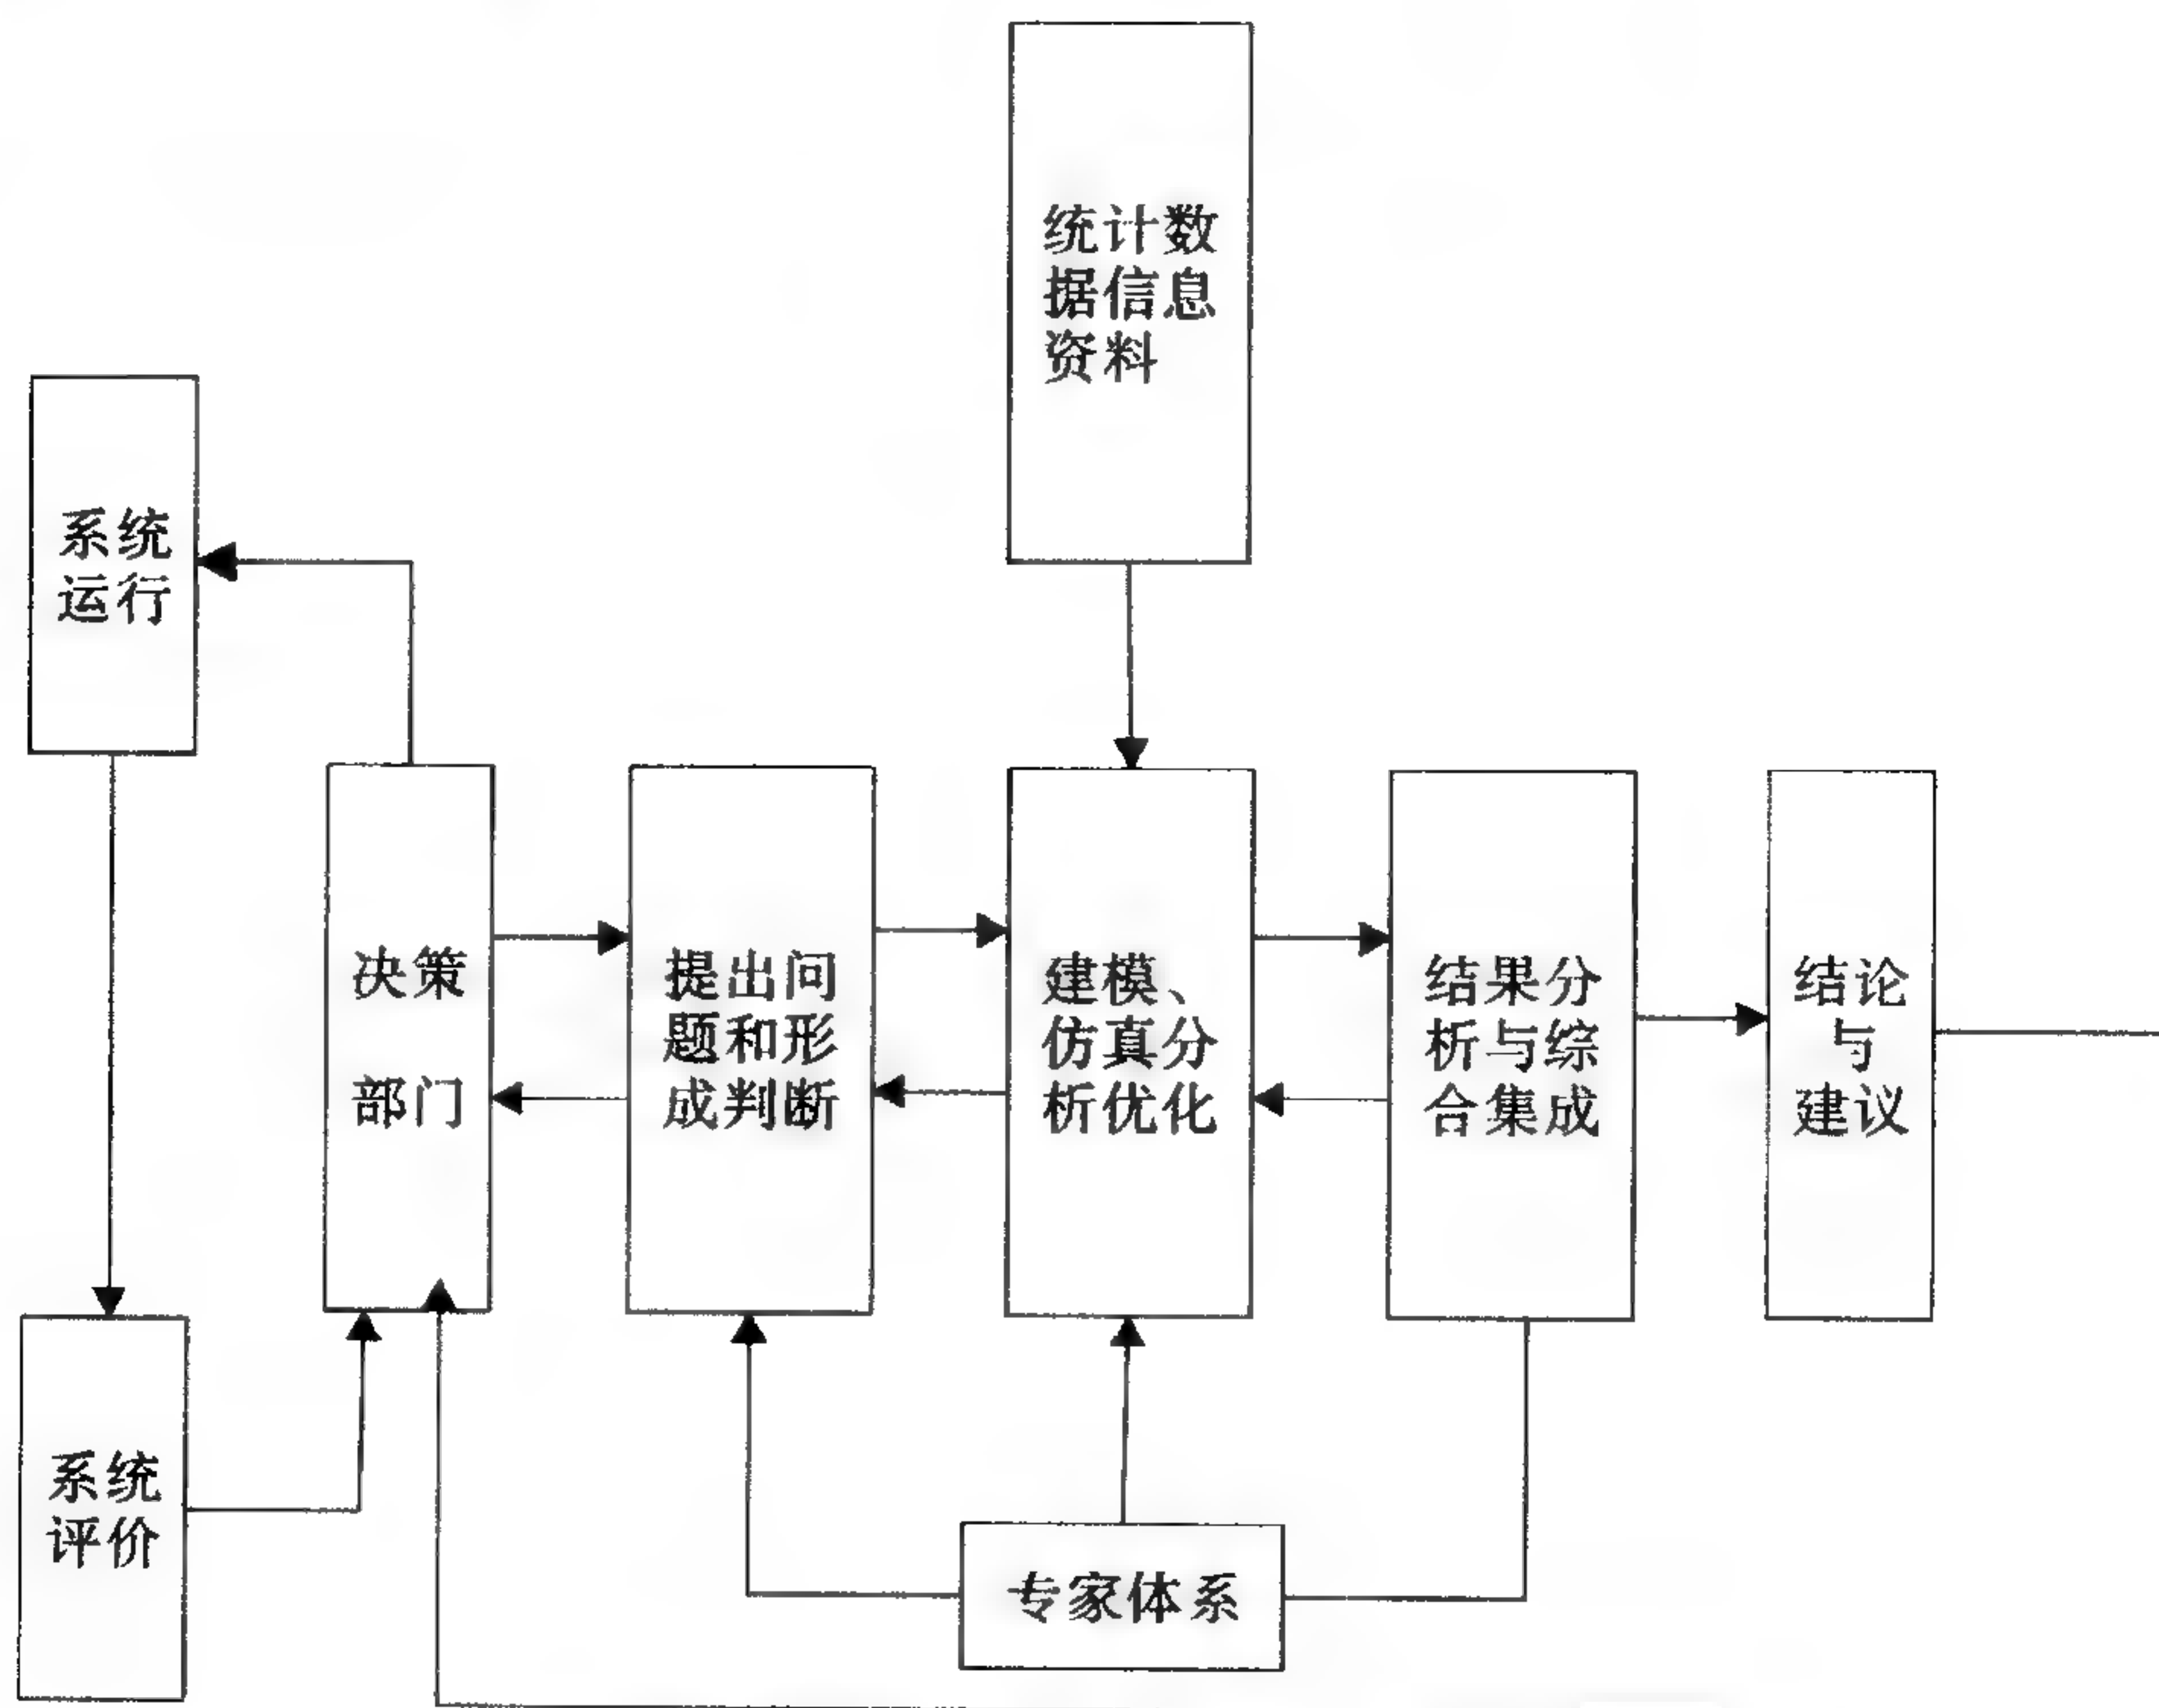 统计数
据信息
资料
系统
运行
决策
部门
提出问
题和形
成判断
建模、
仿真分
析优化
结果分
析与综
合集成
结论
与
建议
系统
评价
专家体系